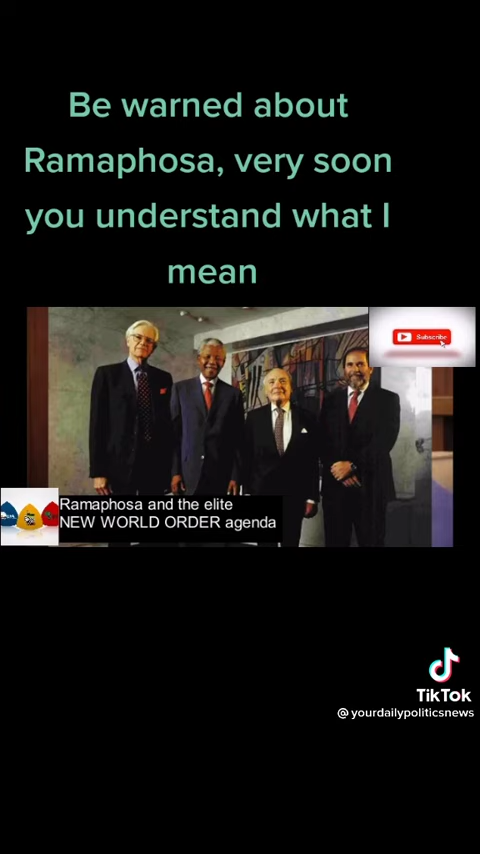 Be warned about
Ramaphosa, very soon
you understand what I
mean
Subscribe
Ramaphosa and the elite
NEW WORLD ORDER agenda
TikTok
@yourdailypoliticsnews